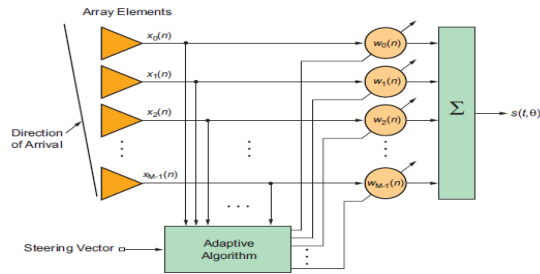 Array Elements
x0(n)
w0(n)
x1(n)
w1(n)
x2(n)
w2(n)
Σ
s(t,θ)
Direction
of Arrival
xM-1(n)
wM-1(n)
Steering Vector
Adaptive
Algorithm